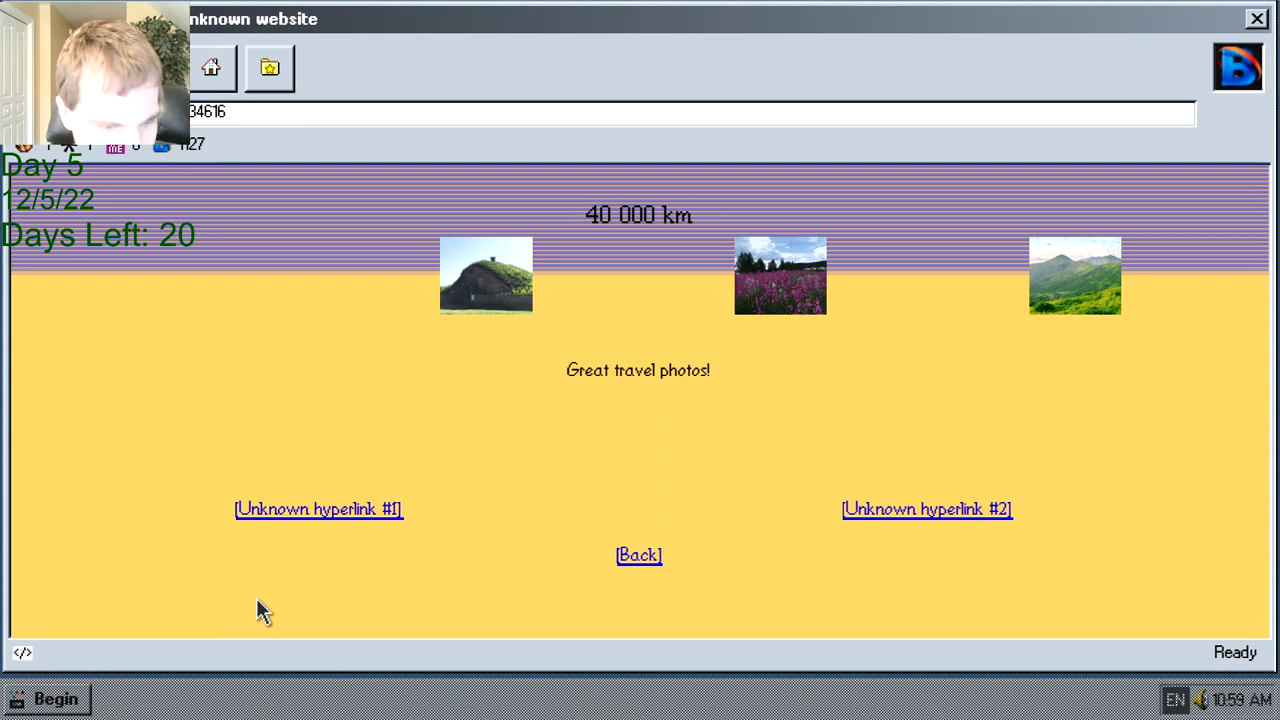 nknown website
34616
1127
Day 5
12/5/22
Days Left: 20
40 000 km
Great travel photos!
[Unknown hyperlink #1]
[Unknown hyperlink #2]
[Back]
</>
Ready
Begin
EN
10:59 AM